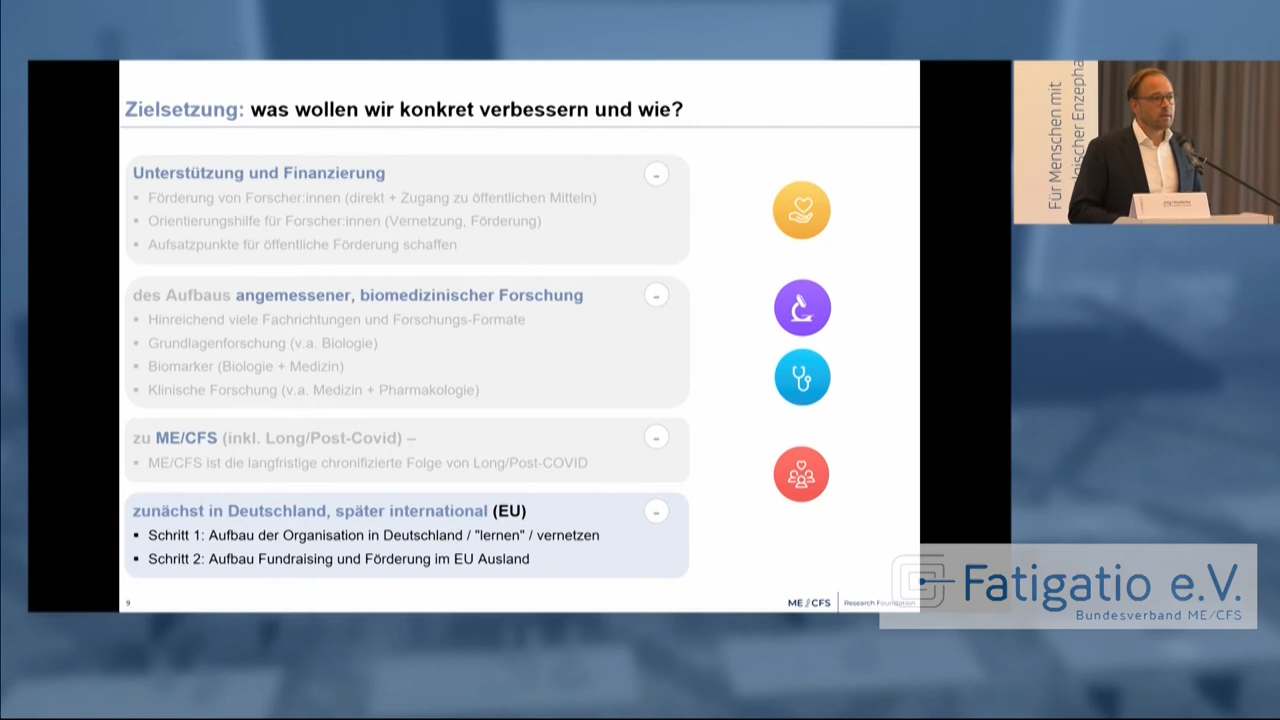 Zielsetzung: was wollen wir konkret verbessern und wie?
Unterstützung und Finanzierung
-
▪ Förderung von Forscher:innen (direkt + Zugang zu öffentlichen Mitteln)
▪ Orientierungshilfe für Forscher:innen (Vernetzung, Förderung)
▪ Aufsatzpunkte für öffentliche Förderung schaffen
des Aufbaus angemessener, biomedizinischer Forschung
-
▪ Hinreichend viele Fachrichtungen und Forschungs-Formate
▪ Grundlagenforschung (v.a. Biologie)
▪ Biomarker (Biologie + Medizin)
▪ Klinische Forschung (v.a. Medizin + Pharmakologie)
zu ME/CFS (inkl. Long/Post-Covid) –
-
▪ ME/CFS ist die langfristige chronifizierte Folge von Long/Post-COVID
zunächst in Deutschland, später international (EU)
-
▪ Schritt 1: Aufbau der Organisation in Deutschland / "lernen" / vernetzen
▪ Schritt 2: Aufbau Fundraising und Förderung im EU Ausland
9
ME/CFS | Research Foundation
Für Menschen mit
Fatigatio e.V.
Bundesverband ME/CFS